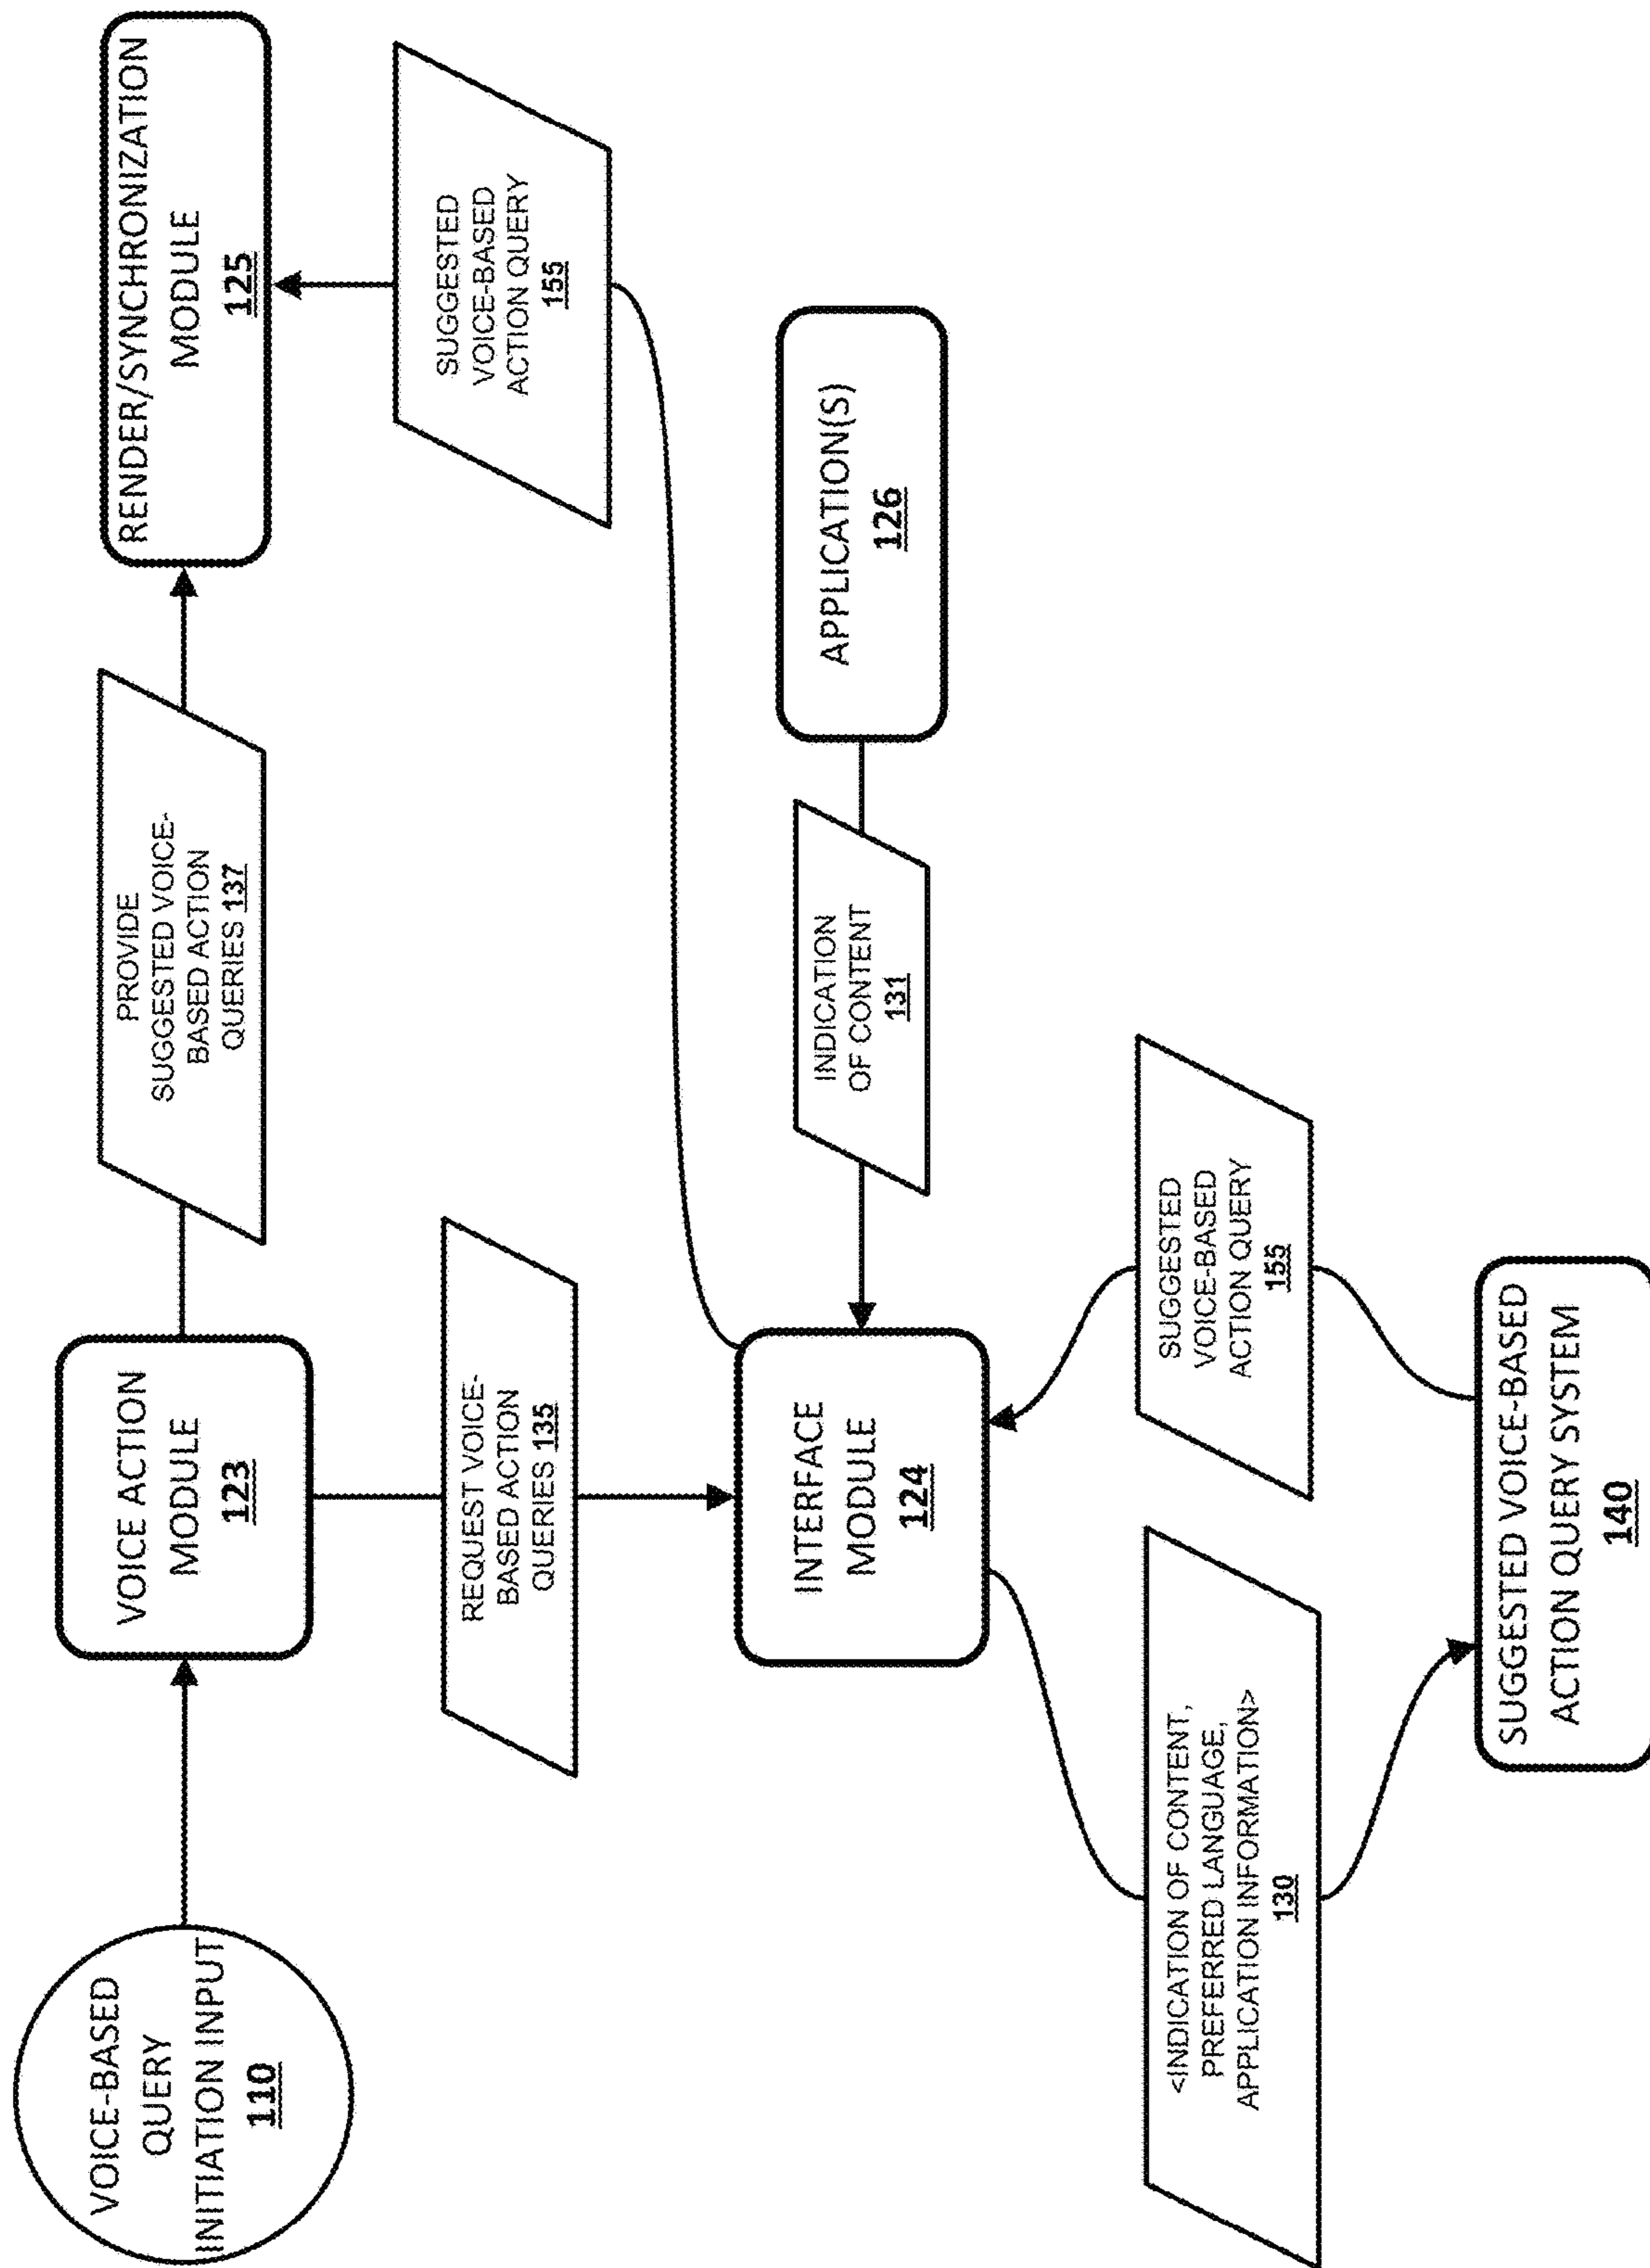 VOICE-BASED
QUERY
INITIATION INPUT
110
VOICE ACTION
MODULE
123
PROVIDE
SUGGESTED VOICE-
BASED ACTION
QUERIES 137
RENDER/SYNCHRONIZATION
MODULE
125
REQUEST VOICE-
BASED ACTION
QUERIES 135
SUGGESTED
VOICE-BASED
ACTION QUERY
155
INTERFACE
MODULE
124
INDICATION
OF CONTENT
131
APPLICATION(S)
126
<INDICATION OF CONTENT,
PREFERRED LANGUAGE,
APPLICATION INFORMATION>
130
SUGGESTED
VOICE-BASED
ACTION QUERY
155
SUGGESTED VOICE-BASED
ACTION QUERY SYSTEM
140